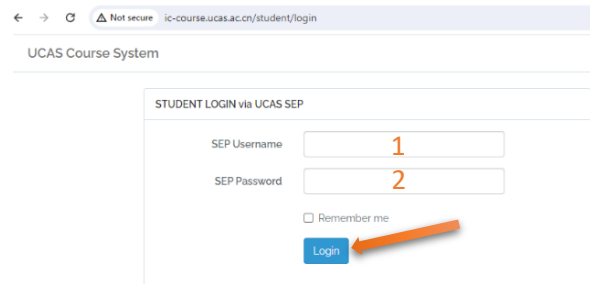 Not secure ic-course.ucas.ac.cn/student/login
UCAS Course System
STUDENT LOGIN via UCAS SEP
SEP Username 1
SEP Password 2
Remember me
Login